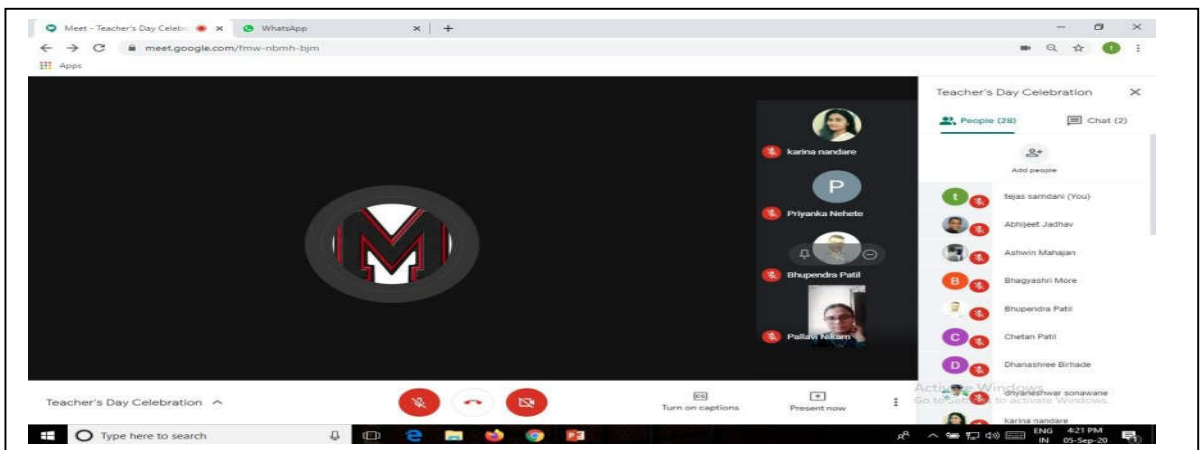 Meet - Teacher's Day Celeb
WhatsApp
meet.google.com/fmw-nbmh-bjm
Apps
Teacher's Day Celebration
People (28)
Chat (2)
Add people
tejas samdani (You)
Abhijeet Jadhav
Ashwin Mahajan
Bhagyashri More
Bhupendra Patil
Chetan Patil
Dhanashree Birhade
dnyaneshwar sonawane
karina nandare
karina nandare
P
Priyanka Nehete
Bhupendra Patil
Pallavi Nikam
M
t
t
B
C
D
Activate Windows
Go to Settings to activate Windows.
Teacher's Day Celebration
Turn on captions
Present now
Type here to search
ENG
IN
4:21 PM
05-Sep-20